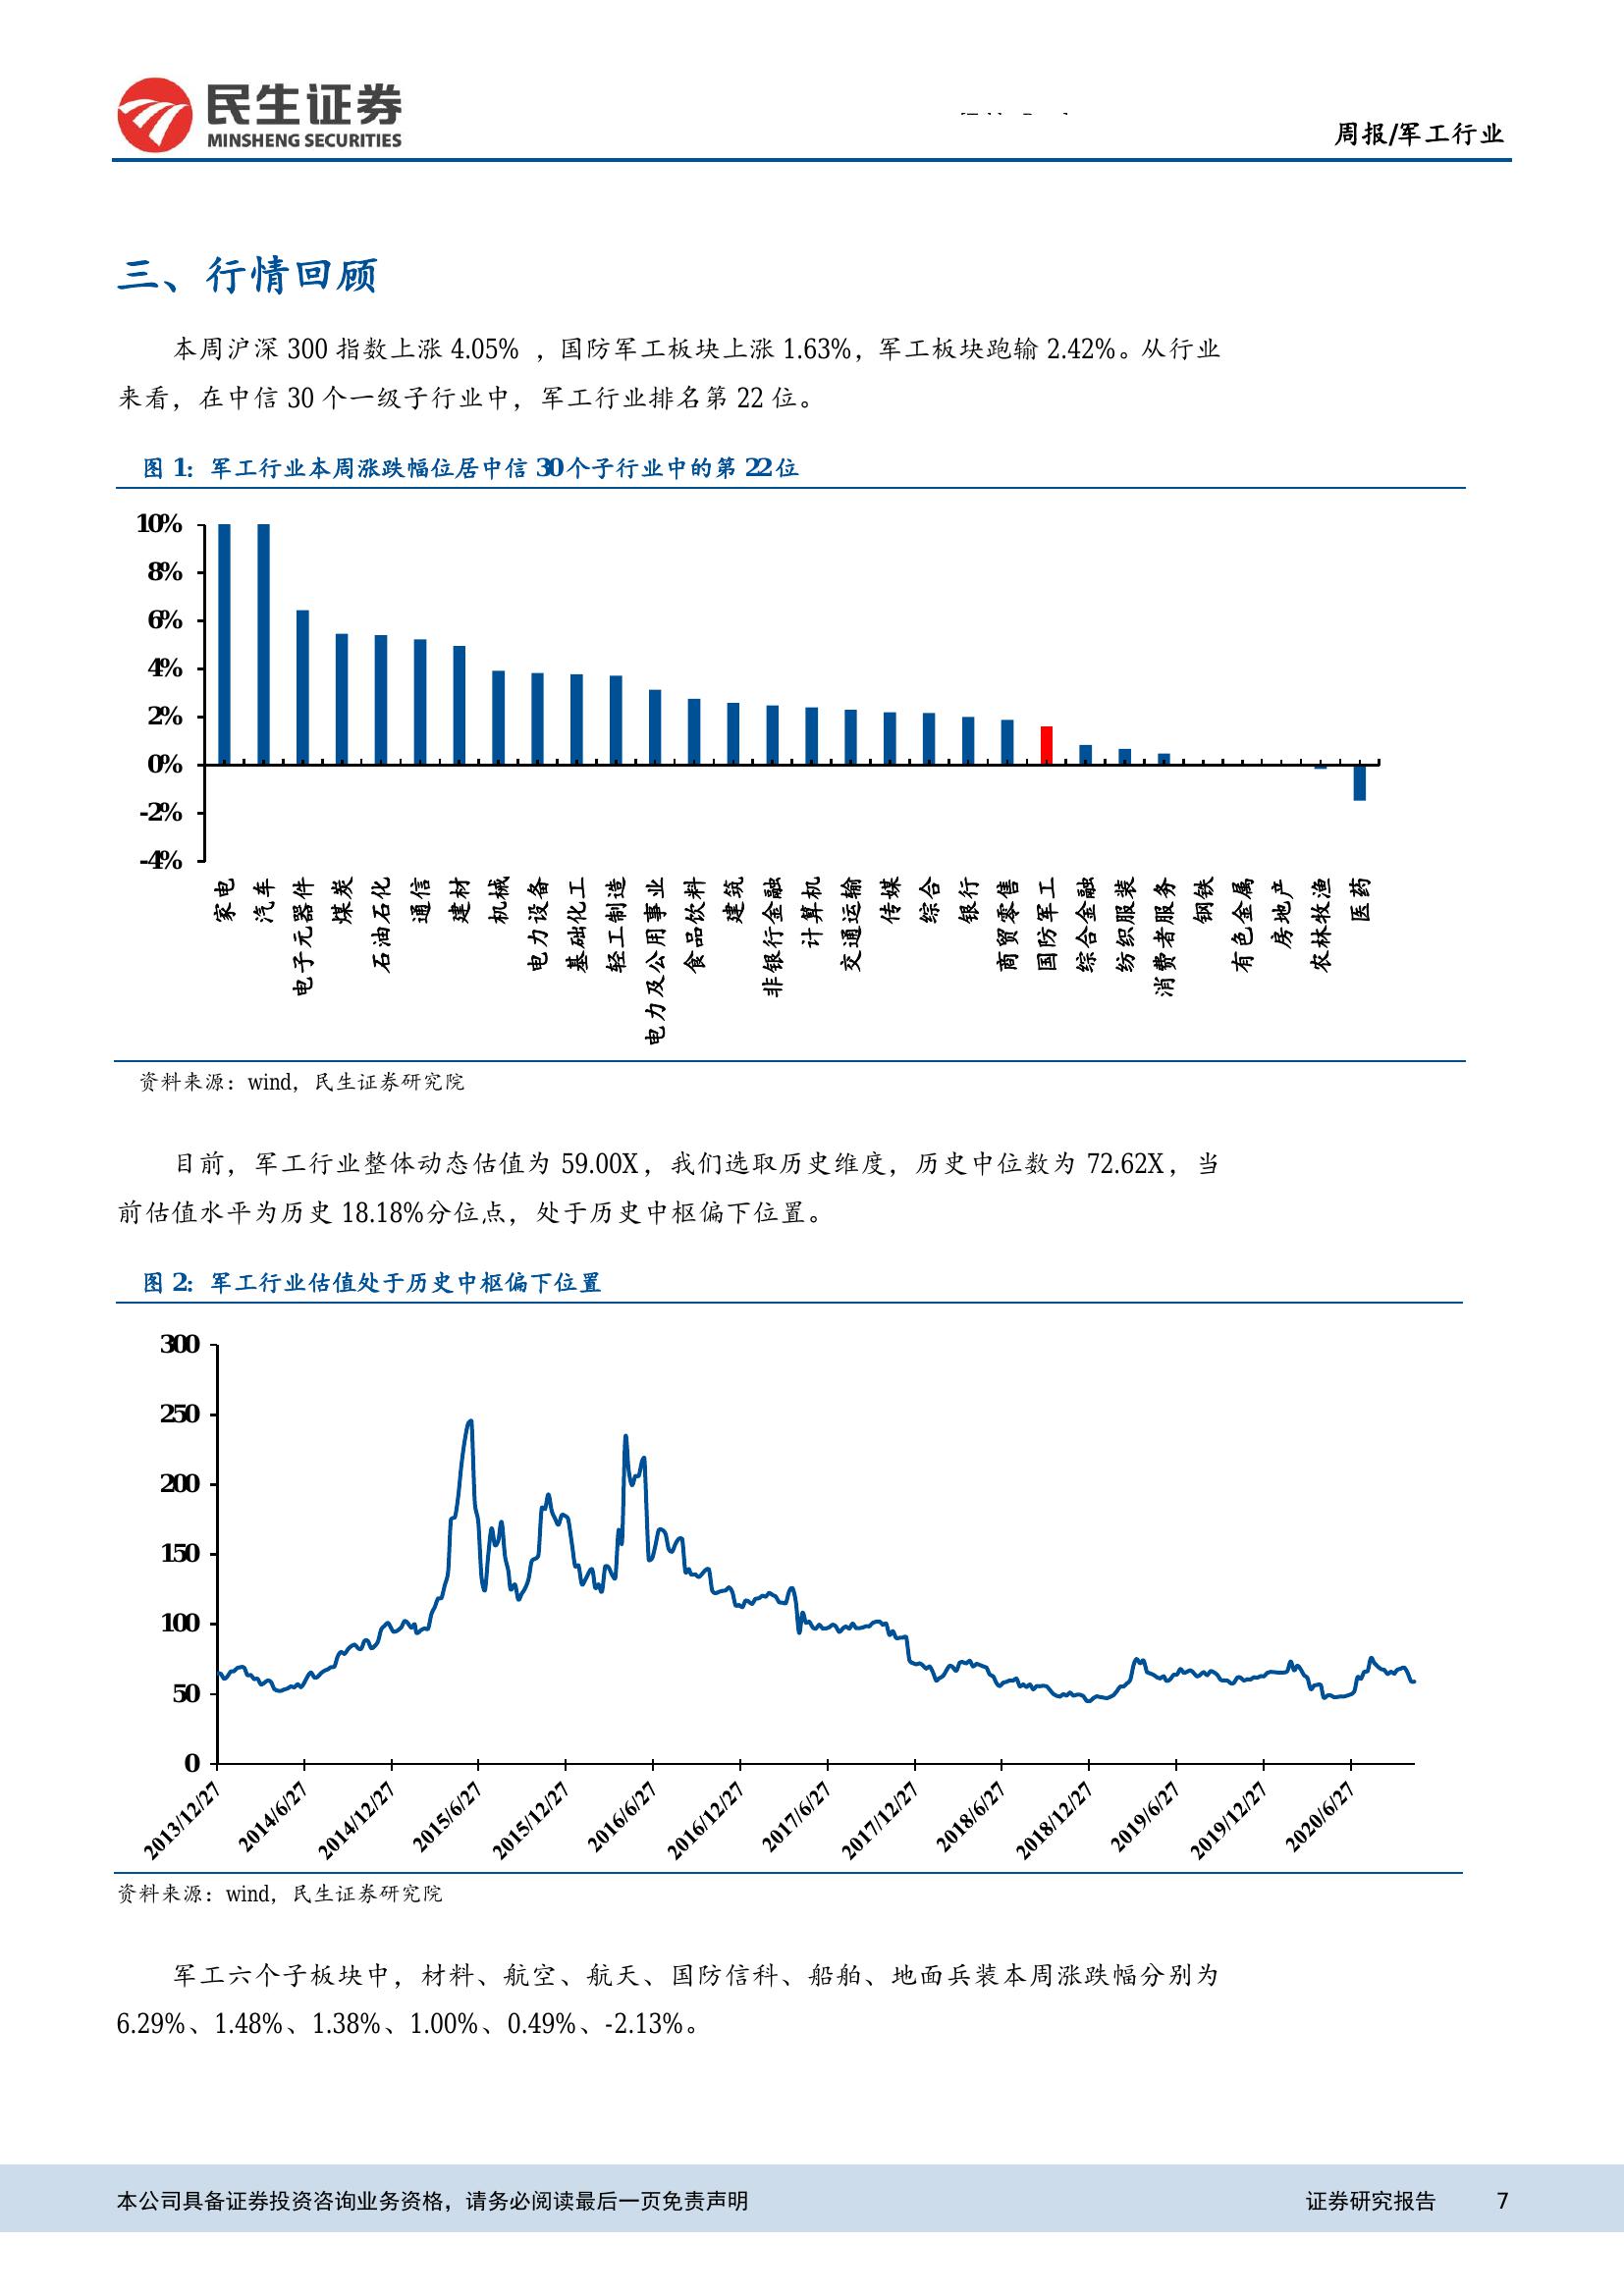 民生证券
MINSHENG SECURITIES
周报/军工行业
三、行情回顾
本周沪深 300 指数上涨 4.05% ，国防军工板块上涨 1.63%，军工板块跑输 2.42%。从行业
来看，在中信 30 个一级子行业中，军工行业排名第 22 位。
图 1：军工行业本周涨跌幅位居中信 30 个子行业中的第 22 位
10%
8%
6%
4%
2%
0%
-2%
-4%
家电
汽车
电子元器件
煤炭
石油石化
通信
建材
机械
电力设备
基础化工
轻工制造
电力及公用事业
食品饮料
建筑
非银行金融
计算机
交通运输
传媒
综合
银行
商贸零售
国防军工
综合金融
纺织服装
消费者服务
钢铁
有色金属
房地产
农林牧渔
医药
资料来源：wind，民生证券研究院
目前，军工行业整体动态估值为 59.00X，我们选取历史维度，历史中位数为 72.62X，当
前估值水平为历史 18.18%分位点，处于历史中枢偏下位置。
图 2：军工行业估值处于历史中枢偏下位置
300
250
200
150
100
50
0
2013/12/27
2014/6/27
2014/12/27
2015/6/27
2015/12/27
2016/6/27
2016/12/27
2017/6/27
2017/12/27
2018/6/27
2018/12/27
2019/6/27
2019/12/27
2020/6/27
资料来源：wind，民生证券研究院
军工六个子板块中，材料、航空、航天、国防信科、船舶、地面兵装本周涨跌幅分别为
6.29%、1.48%、1.38%、1.00%、0.49%、-2.13%。
本公司具备证券投资咨询业务资格，请务必阅读最后一页免责声明
证券研究报告 7